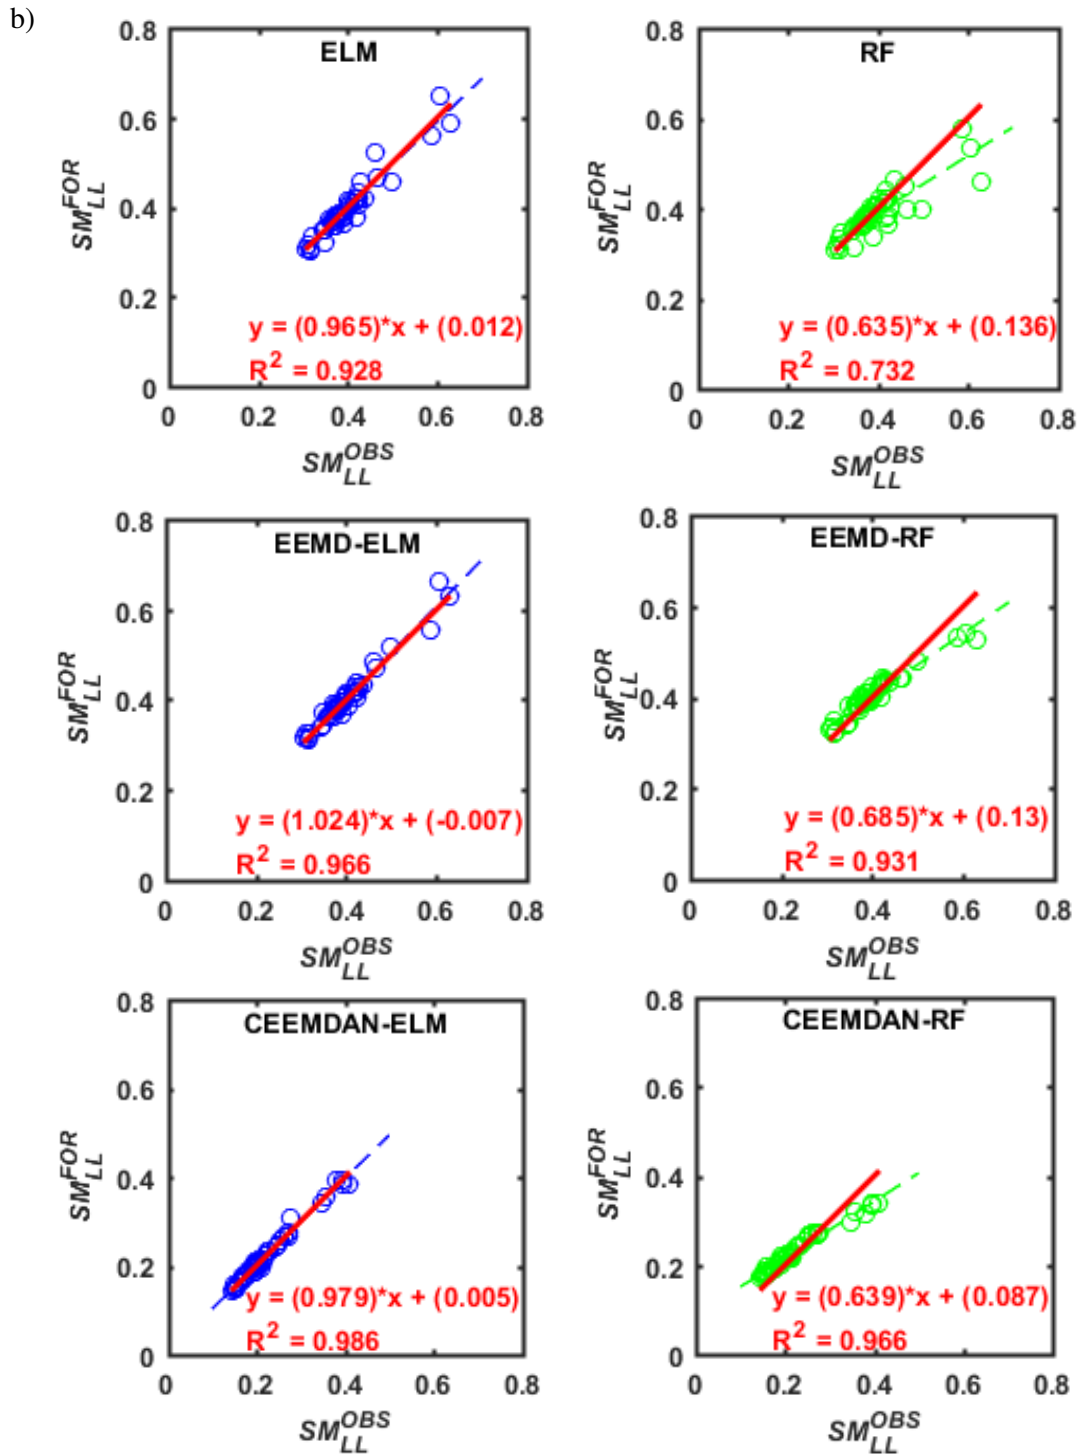 b)
ELM
0.8
0.6
0.4
0.2
0
0
0.2
0.4
0.6
0.8
SM_LL^FOR
SM_LL^OBS
y = (0.965)*x + (0.012)
R² = 0.928
RF
0.8
0.6
0.4
0.2
0
0
0.2
0.4
0.6
0.8
SM_LL^FOR
SM_LL^OBS
y = (0.635)*x + (0.136)
R² = 0.732
EEMD-ELM
0.8
0.6
0.4
0.2
0
0
0.2
0.4
0.6
0.8
SM_LL^FOR
SM_LL^OBS
y = (1.024)*x + (-0.007)
R² = 0.966
EEMD-RF
0.8
0.6
0.4
0.2
0
0
0.2
0.4
0.6
0.8
SM_LL^FOR
SM_LL^OBS
y = (0.685)*x + (0.13)
R² = 0.931
CEEMDAN-ELM
0.8
0.6
0.4
0.2
0
0
0.2
0.4
0.6
0.8
SM_LL^FOR
SM_LL^OBS
y = (0.979)*x + (0.005)
R² = 0.986
CEEMDAN-RF
0.8
0.6
0.4
0.2
0
0
0.2
0.4
0.6
0.8
SM_LL^FOR
SM_LL^OBS
y = (0.639)*x + (0.087)
R² = 0.966